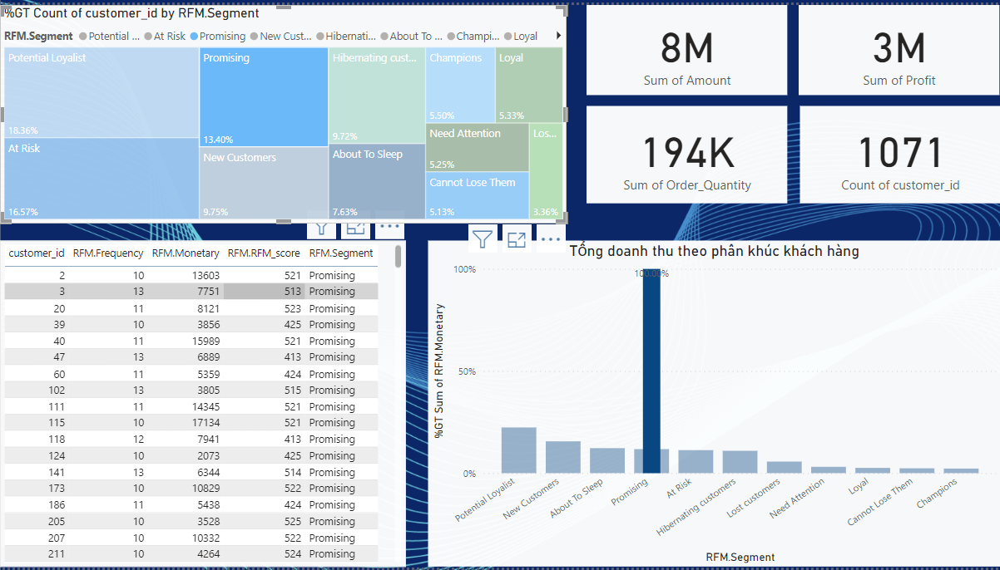 %GT Count of customer_id by RFM.Segment
RFM.Segment Potential ... At Risk Promising New Cust... Hibernati... About To ... Champi... Loyal
Potential Loyalist
18.36%
At Risk
16.57%
Promising
13.40%
New Customers
9.75%
Hibernating cust...
9.72%
About To Sleep
7.63%
Champions
5.50%
Loyal
5.33%
Need Attention
5.25%
Cannot Lose Them
5.13%
Los...
3.36%
8M
Sum of Amount
3M
Sum of Profit
194K
Sum of Order_Quantity
1071
Count of customer_id
customer_id RFM.Frequency RFM.Monetary RFM.RFM_score RFM.Segment
2 10 13603 521 Promising
3 13 7751 513 Promising
20 11 8121 523 Promising
39 10 3856 425 Promising
40 11 15989 521 Promising
47 13 6889 413 Promising
60 11 5359 424 Promising
102 13 3805 515 Promising
111 11 14345 521 Promising
115 10 17134 521 Promising
118 12 7941 413 Promising
124 10 2073 425 Promising
141 13 6344 514 Promising
173 10 10829 522 Promising
186 11 5438 424 Promising
205 10 3528 525 Promising
207 10 10332 522 Promising
211 10 4264 524 Promising
Tổng doanh thu theo phân khúc khách hàng
%GT Sum of RFM.Monetary
100%
50%
0%
100.00%
Potential Loyalist
New Customers
About To Sleep
Promising
At Risk
Hibernating customers
Lost customers
Need Attention
Loyal
Cannot Lose Them
Champions
RFM.Segment